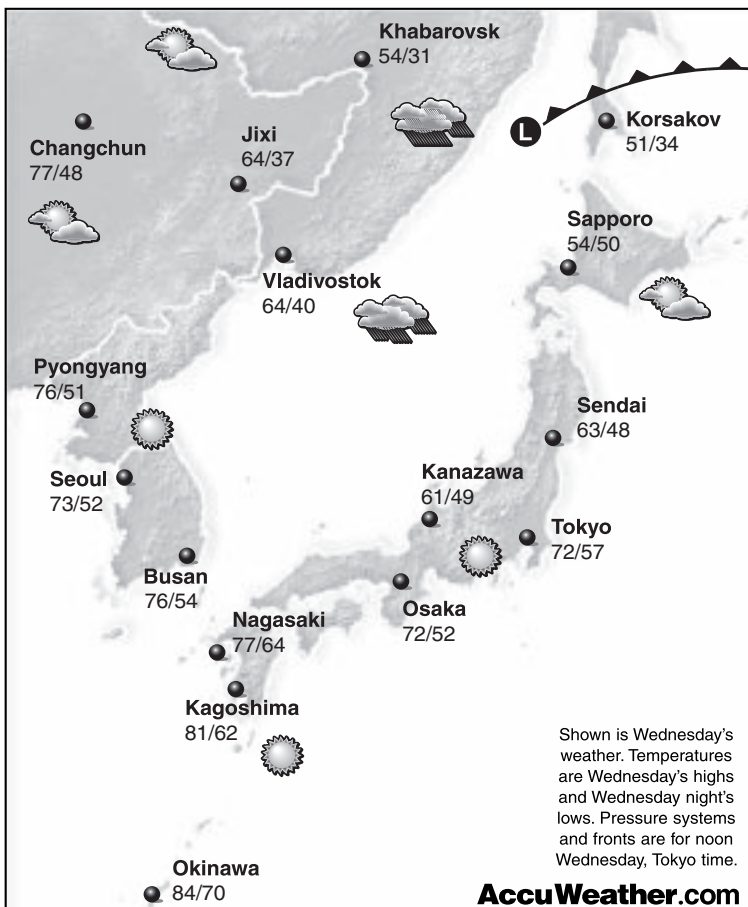 Khabarovsk
54/31
L
Korsakov
51/34
Changchun
77/48
Jixi
64/37
Sapporo
54/50
Vladivostok
64/40
Pyongyang
76/51
Sendai
63/48
Seoul
73/52
Kanazawa
61/49
Tokyo
72/57
Busan
76/54
Osaka
72/52
Nagasaki
77/64
Kagoshima
81/62
Shown is Wednesday's
weather. Temperatures
are Wednesday's highs
and Wednesday night's
lows. Pressure systems
and fronts are for noon
Wednesday, Tokyo time.
Okinawa
84/70
AccuWeather.com